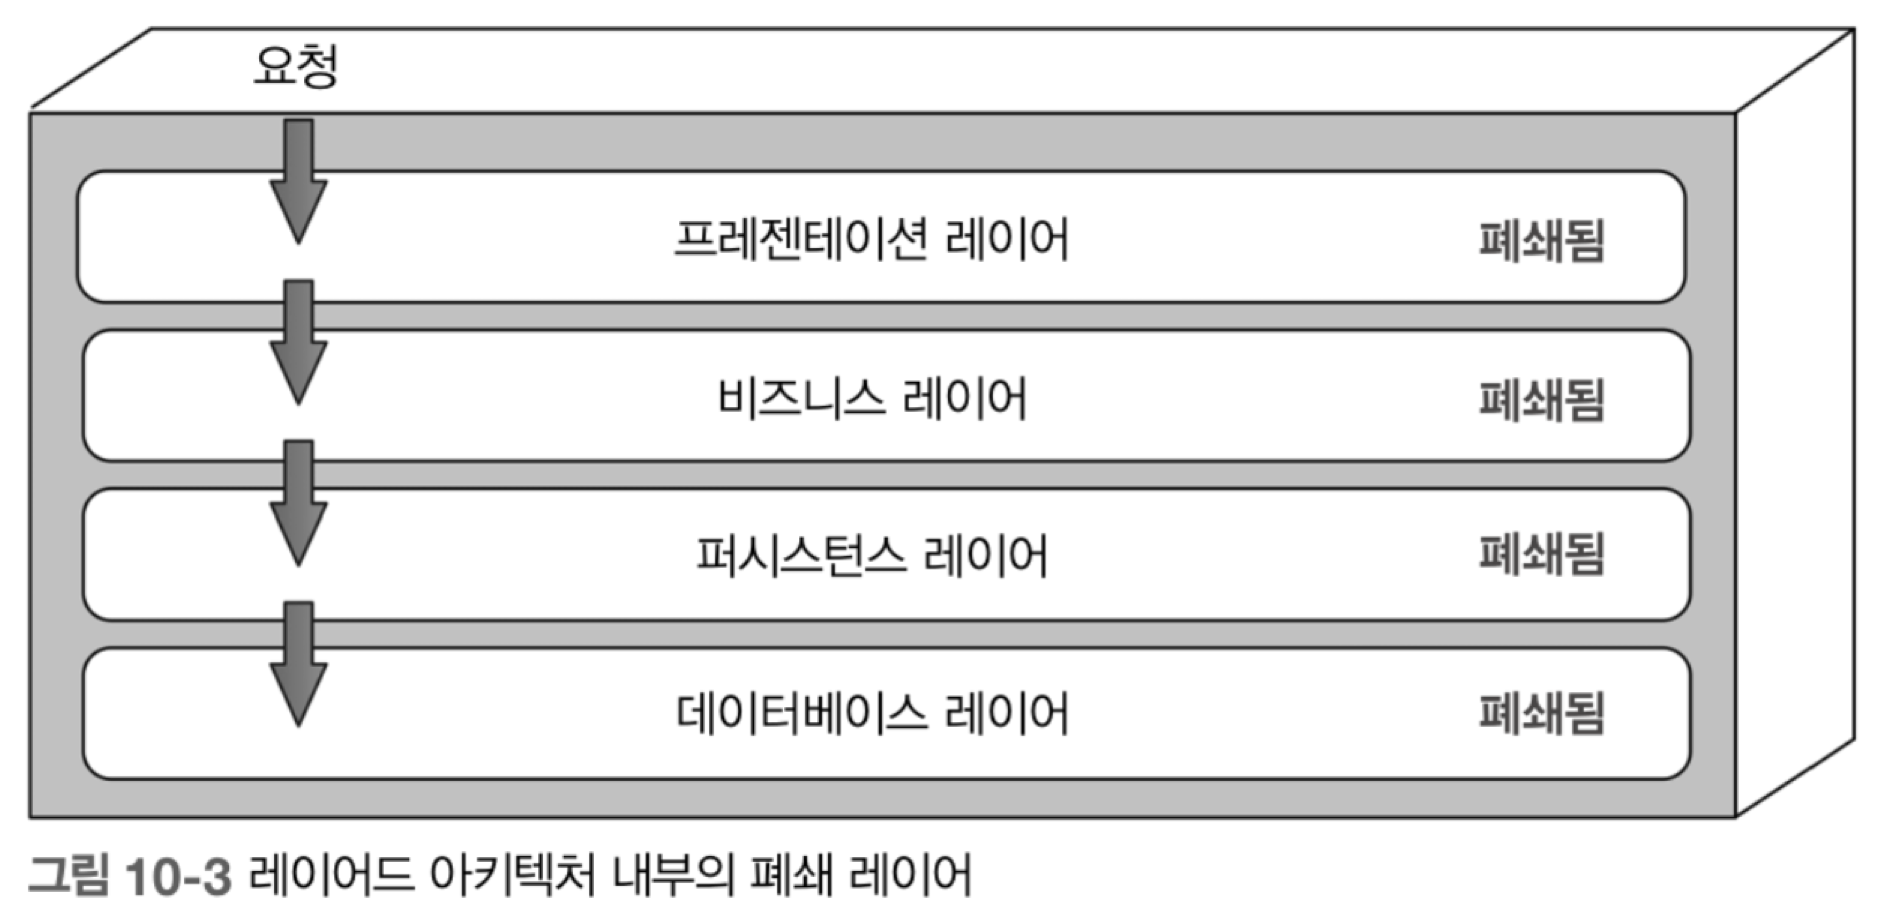 요청
프레젠테이션 레이어 폐쇄됨
비즈니스 레이어 폐쇄됨
퍼시스턴스 레이어 폐쇄됨
데이터베이스 레이어 폐쇄됨
그림 10-3 레이어드 아키텍처 내부의 폐쇄 레이어